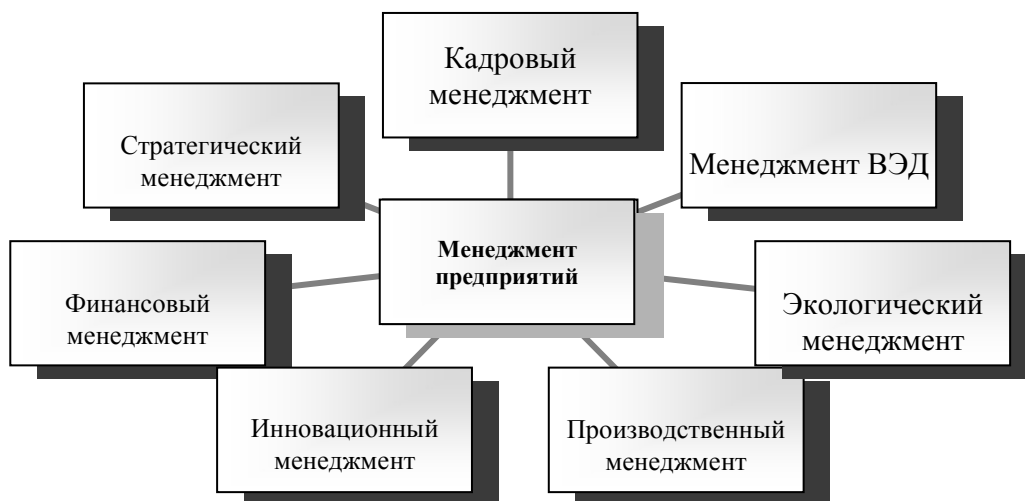 Кадровый
менеджмент
Стратегический
менеджмент
Менеджмент ВЭД
Менеджмент
предприятий
Финансовый
менеджмент
Экологический
менеджмент
Инновационный
менеджмент
Производственный
менеджмент